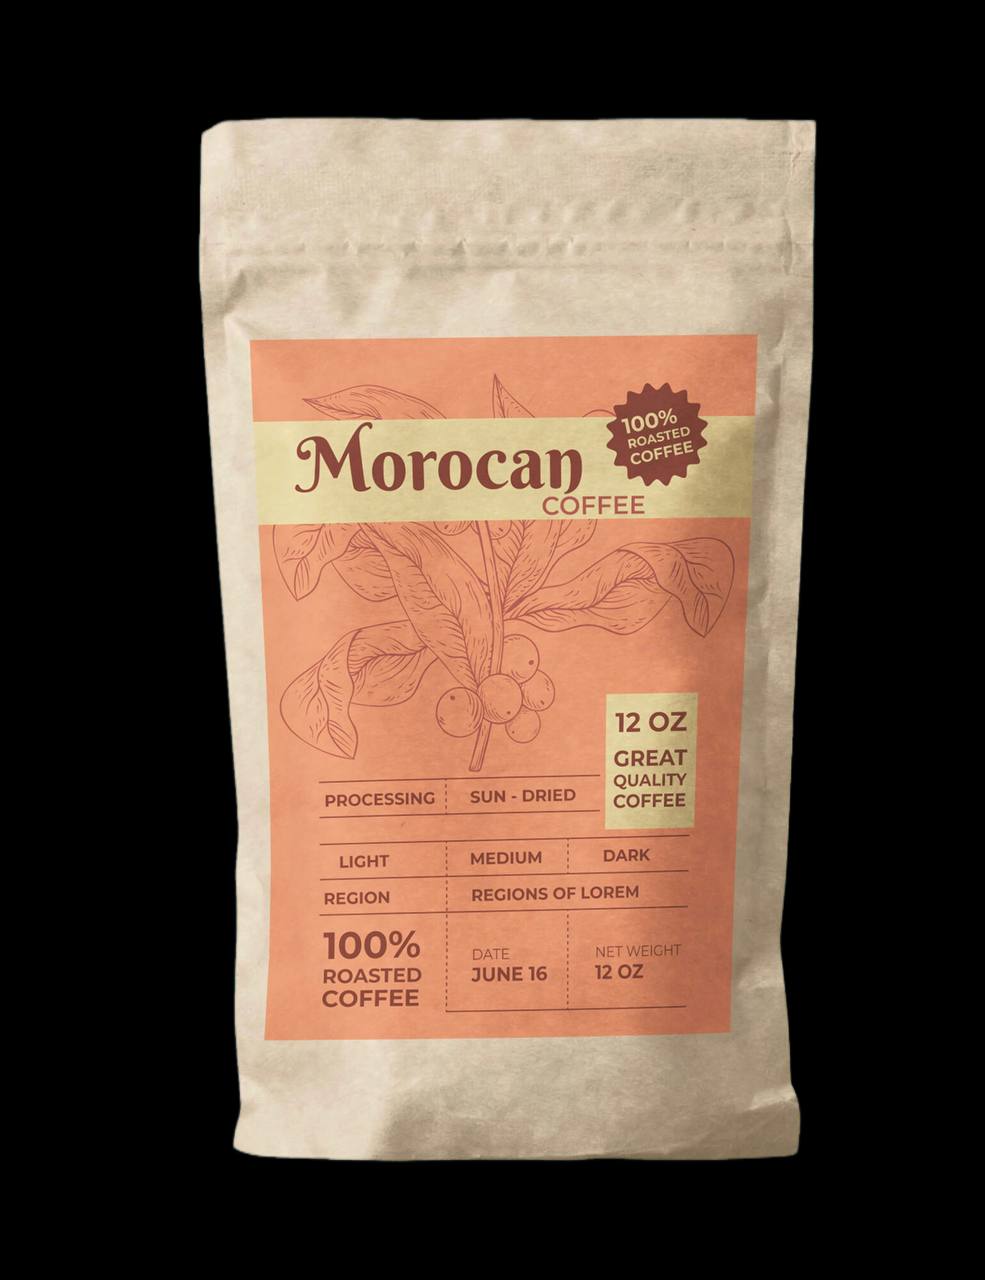 Morocan
COFFEE
100%
ROASTED
COFFEE
12 OZ
GREAT
QUALITY
COFFEE
PROCESSING SUN - DRIED
LIGHT MEDIUM DARK
REGION REGIONS OF LOREM
100%
ROASTED
COFFEE
DATE
JUNE 16
NET WEIGHT
12 OZ